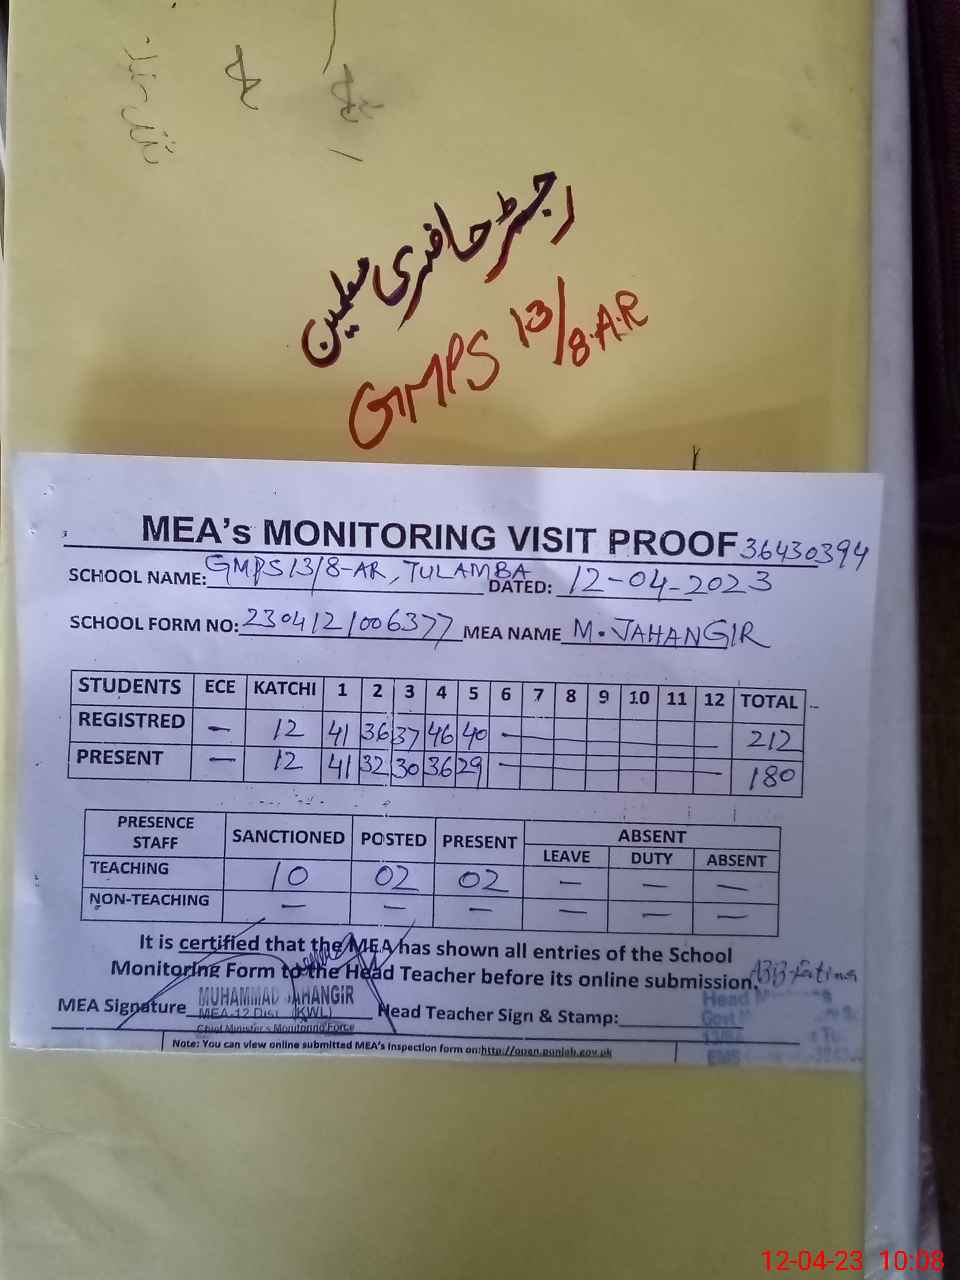 رجسٹر حاضری معلمین
GMPS 13/8.A.R
MEA's MONITORING VISIT PROOF 36430394
SCHOOL NAME: GMPS 13/8-AR, TULAMBA DATED: 12-04-2023
SCHOOL FORM NO: 230412/006377 MEA NAME M. JAHANGIR
STUDENTS ECE KATCHI 1 2 3 4 5 6 7 8 9 10 11 12 TOTAL
REGISTRED — 12 41 36 37 46 40 — 212
PRESENT — 12 41 32 30 36 29 — 180
PRESENCE STAFF SANCTIONED POSTED PRESENT ABSENT
LEAVE DUTY ABSENT
TEACHING 10 02 02 — — —
NON-TEACHING — — — — — —
It is certified that the MEA has shown all entries of the School
Monitoring Form to the Head Teacher before its online submission.
MEA Signature MUHAMMAD JAHANGIR Head Teacher Sign & Stamp:
MEA-12 Dist. (KWL)
Chief Minister's Monitoring Force
Note: You can view online submitted MEA's inspection form on:http://open.punjab.gov.pk
12-04-23 10:08